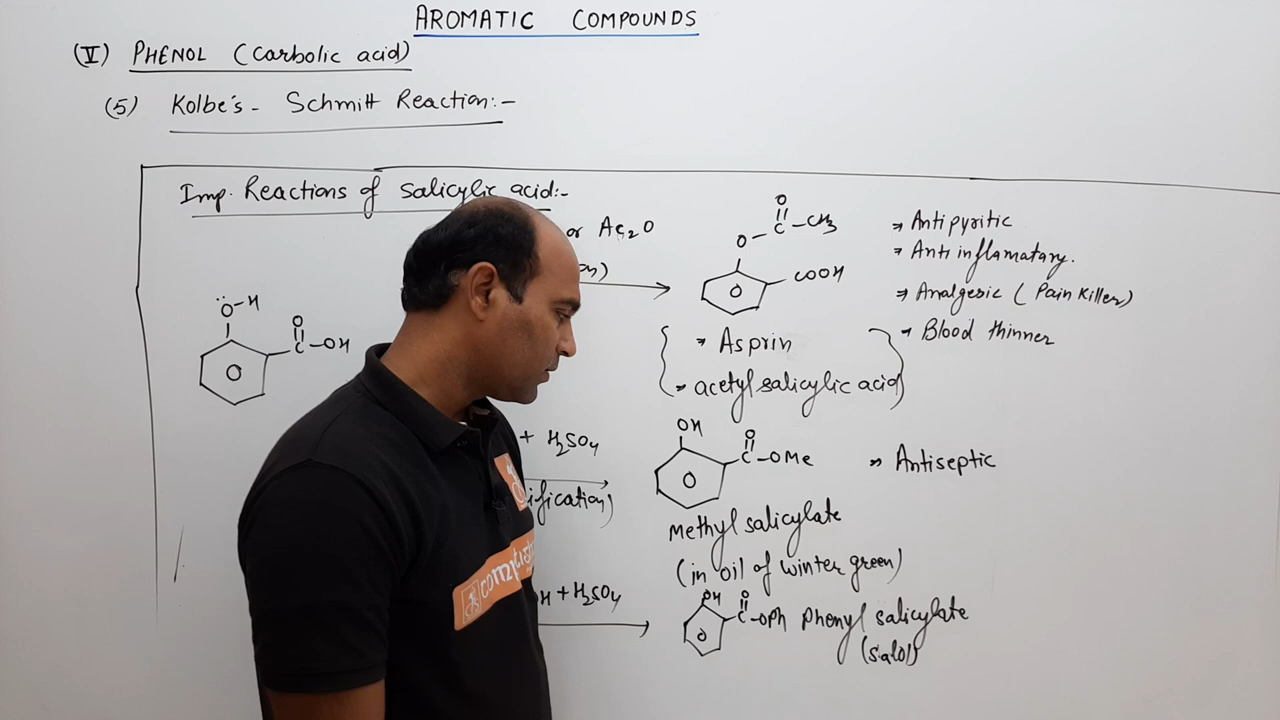 AROMATIC COMPOUNDS
(V) PHENOL (Carbolic acid)
(5) Kolbe's - Schmitt Reaction:-
Imp. Reactions of Salicylic acid:-
or Ac₂O
O
C-CH₃
O-
COOH
⇒ Antipyritic
⇒ Anti inflamatary.
⇒ Analgesic (Pain Killer)
→ Blood thinner
Ö-H
O
C-OH
→ Asprin
→ acetyl salicylic acid
+ H₂SO₄
ification)
OH
O
C-OMe
⇒ Antiseptic
Methyl salicylate
(in oil of winter green)
H + H₂SO₄
OH
O
C-OPh Phenyl salicylate
(salol)